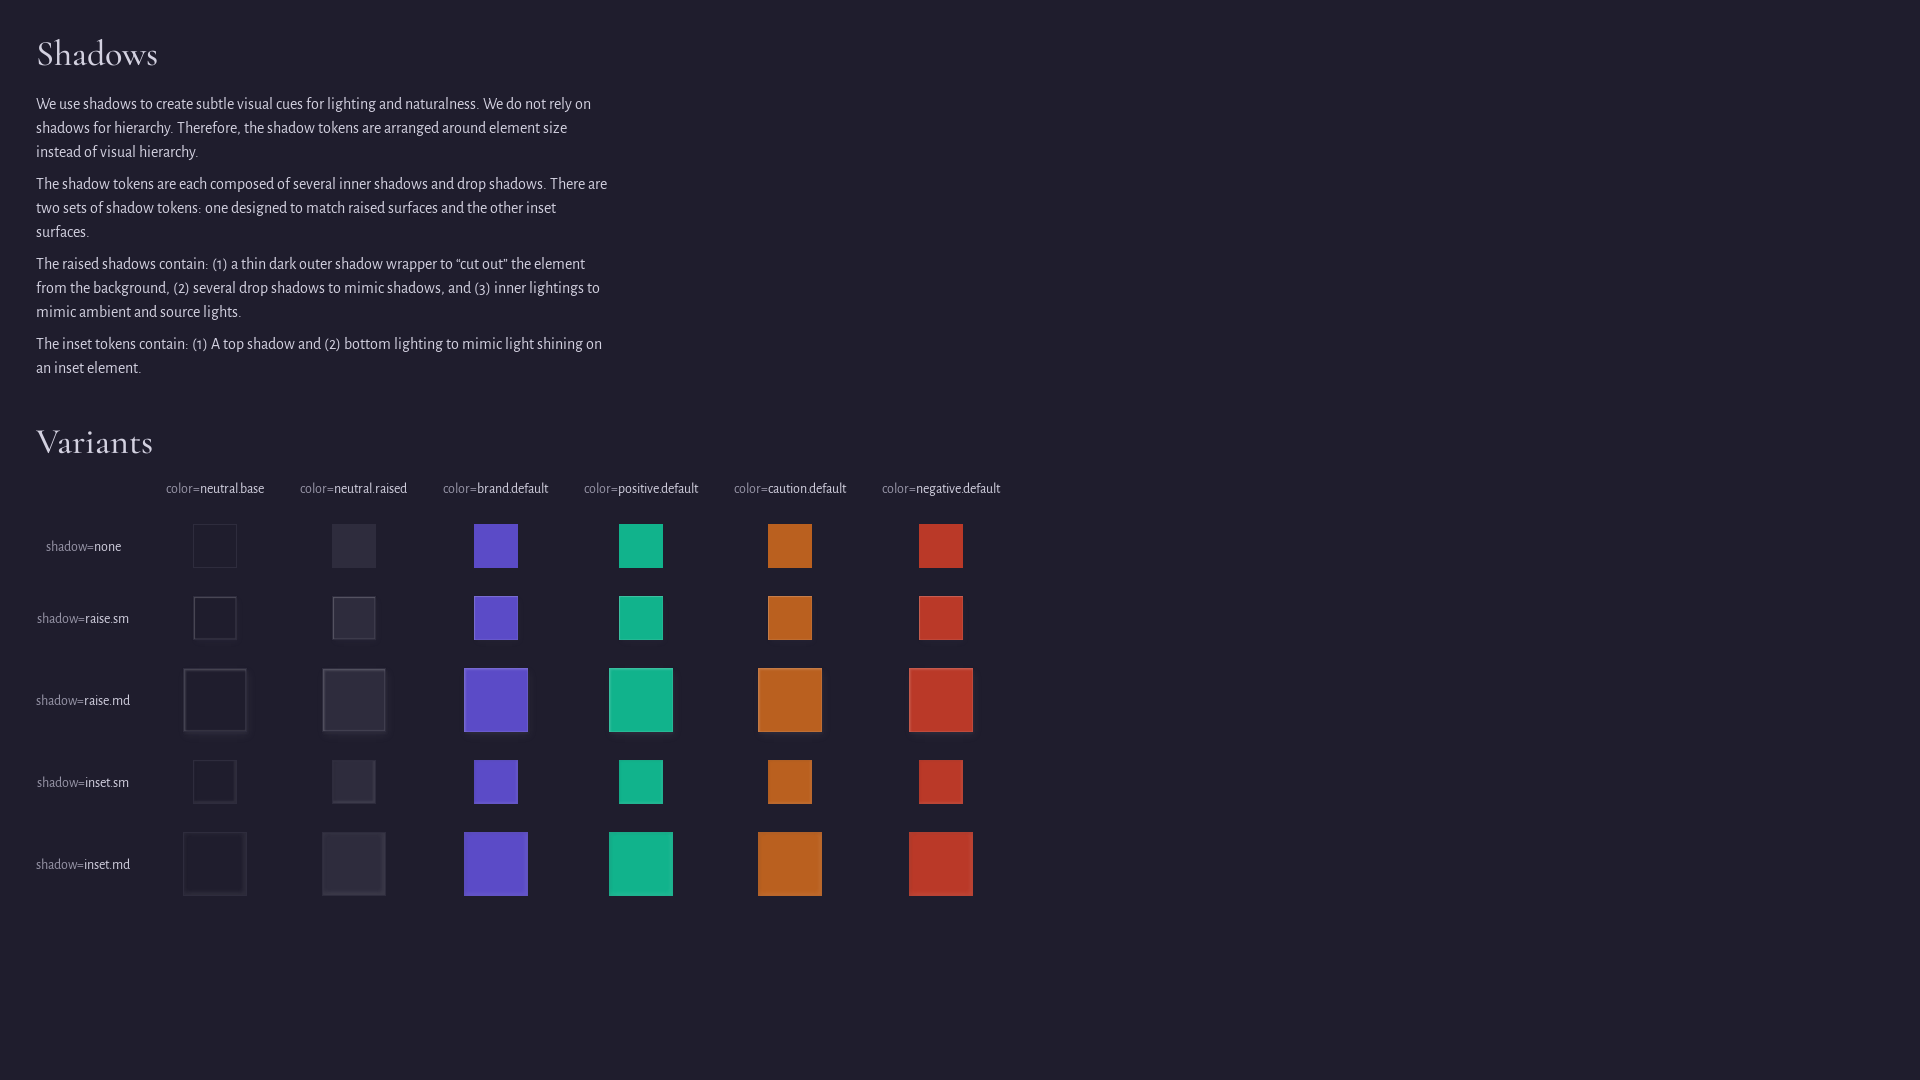 Shadows
We use shadows to create subtle visual cues for lighting and naturalness. We do not rely on
shadows for hierarchy. Therefore, the shadow tokens are arranged around element size
instead of visual hierarchy.
The shadow tokens are each composed of several inner shadows and drop shadows. There are
two sets of shadow tokens: one designed to match raised surfaces and the other inset
surfaces.
The raised shadows contain: (1) a thin dark outer shadow wrapper to “cut out” the element
from the background, (2) several drop shadows to mimic shadows, and (3) inner lightings to
mimic ambient and source lights.
The inset tokens contain: (1) A top shadow and (2) bottom lighting to mimic light shining on
an inset element.
Variants
color=neutral.base color=neutral.raised color=brand.default color=positive.default color=caution.default color=negative.default
shadow=none
shadow=raise.sm
shadow=raise.md
shadow=inset.sm
shadow=inset.md